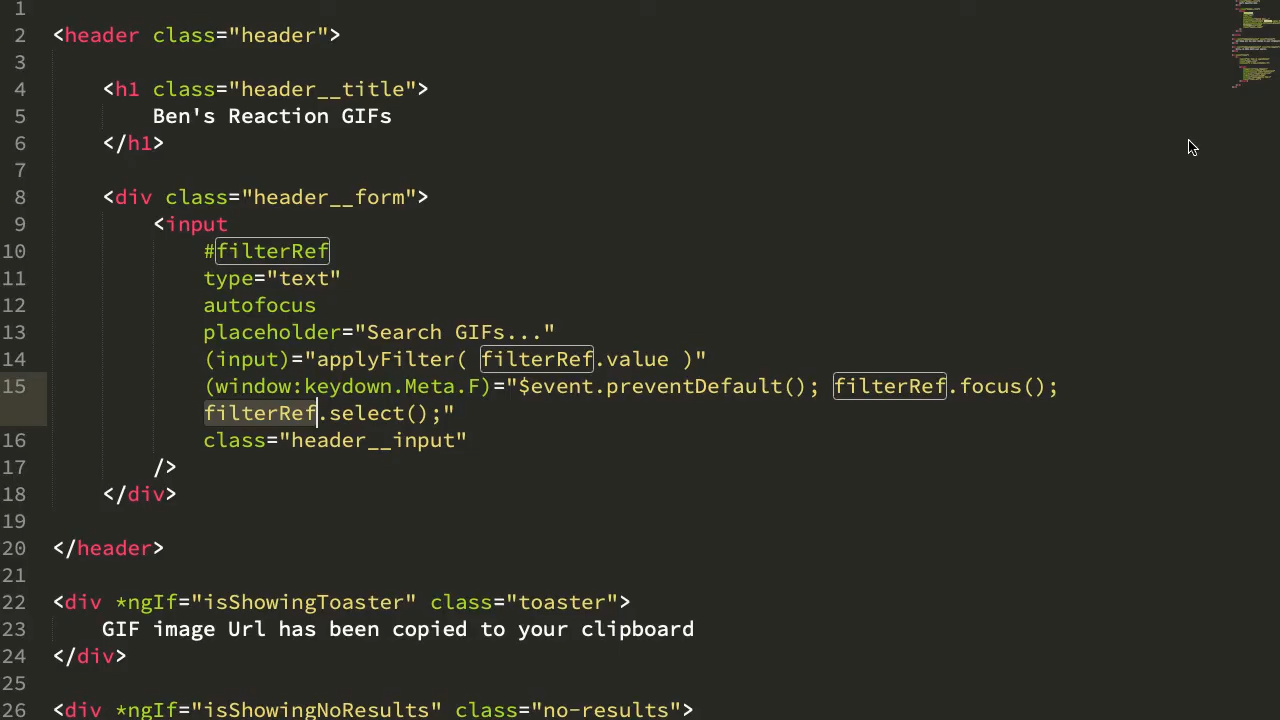 1
2 <header class="header">
3
4 <h1 class="header__title">
5 Ben's Reaction GIFs
6 </h1>
7
8 <div class="header__form">
9 <input
10 #filterRef
11 type="text"
12 autofocus
13 placeholder="Search GIFs..."
14 (input)="applyFilter( filterRef.value )"
15 (window:keydown.Meta.F)="$event.preventDefault(); filterRef.focus();
filterRef.select();"
16 class="header__input"
17 />
18 </div>
19
20 </header>
21
22 <div *ngIf="isShowingToaster" class="toaster">
23 GIF image Url has been copied to your clipboard
24 </div>
25
26 <div *ngIf="isShowingNoResults" class="no-results">